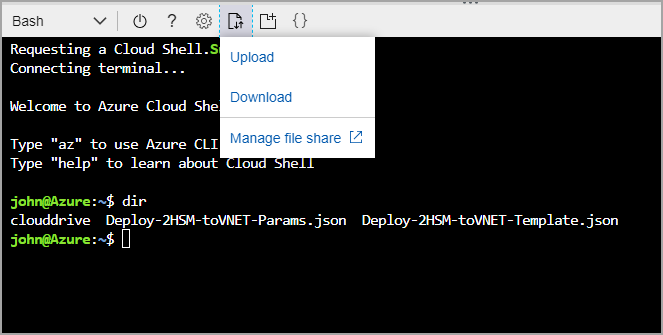 Bash
?
{}
Upload
Download
Manage file share
Requesting a Cloud Shell.
Connecting terminal...
Welcome to Azure Cloud She
Type "az" to use Azure CLI
Type "help" to learn about Cloud Shell
john@Azure:~$ dir
clouddrive Deploy-2HSM-toVNET-Params.json Deploy-2HSM-toVNET-Template.json
john@Azure:~$